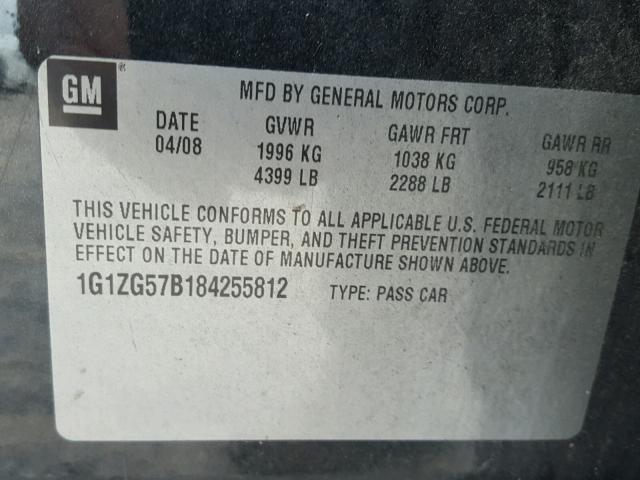 GM
MFD BY GENERAL MOTORS CORP.
DATE GVWR GAWR FRT GAWR RR
04/08 1996 KG 1038 KG 958 KG
4399 LB 2288 LB 2111 LB
THIS VEHICLE CONFORMS TO ALL APPLICABLE U.S. FEDERAL MOTOR
VEHICLE SAFETY, BUMPER, AND THEFT PREVENTION STANDARDS IN
EFFECT ON THE DATE OF MANUFACTURE SHOWN ABOVE.
1G1ZG57B184255812 TYPE: PASS CAR